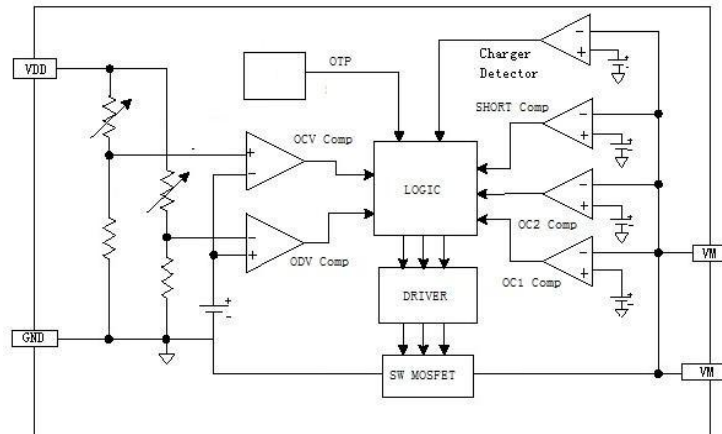 VDD
OTP
Charger
Detector
SHORT Comp
OCV Comp
LOGIC
OC2 Comp
ODV Comp
OC1 Comp
VM
DRIVER
GND
SW MOSFET
VM